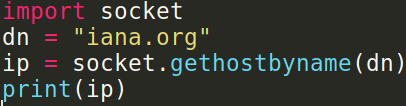 import socket
dn = "iana.org"
ip = socket.gethostbyname(dn)
print(ip)